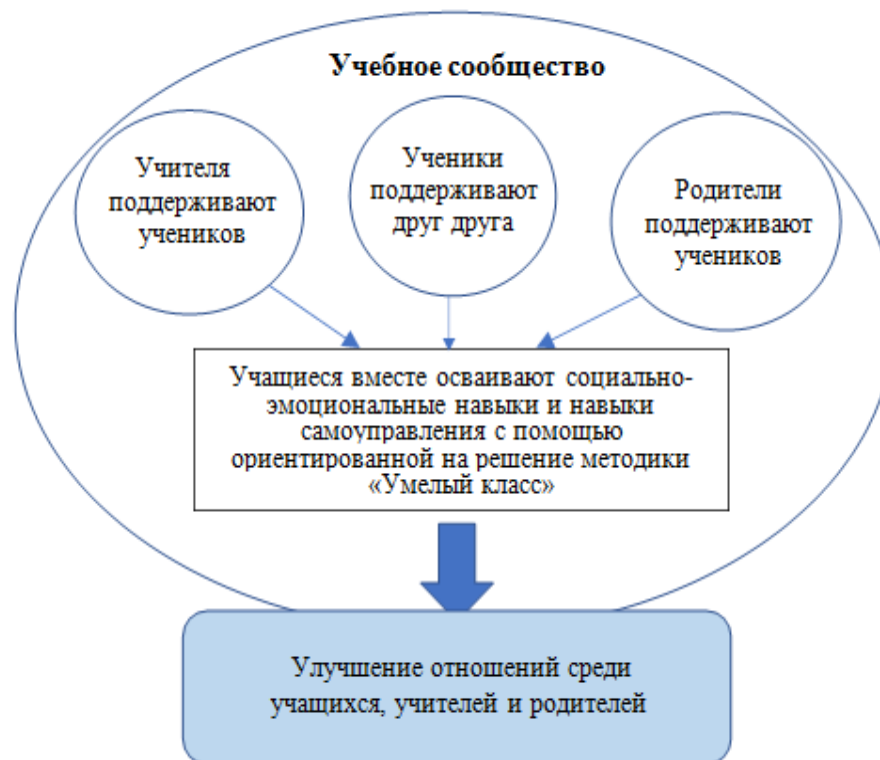 Учебное сообщество
Учителя
поддерживают
учеников
Ученики
поддерживают
друг друга
Родители
поддерживают
учеников
Учащиеся вместе осваивают социально-
эмоциональные навыки и навыки
самоуправления с помощью
ориентированной на решение методики
«Умелый класс»
Улучшение отношений среди
учащихся, учителей и родителей